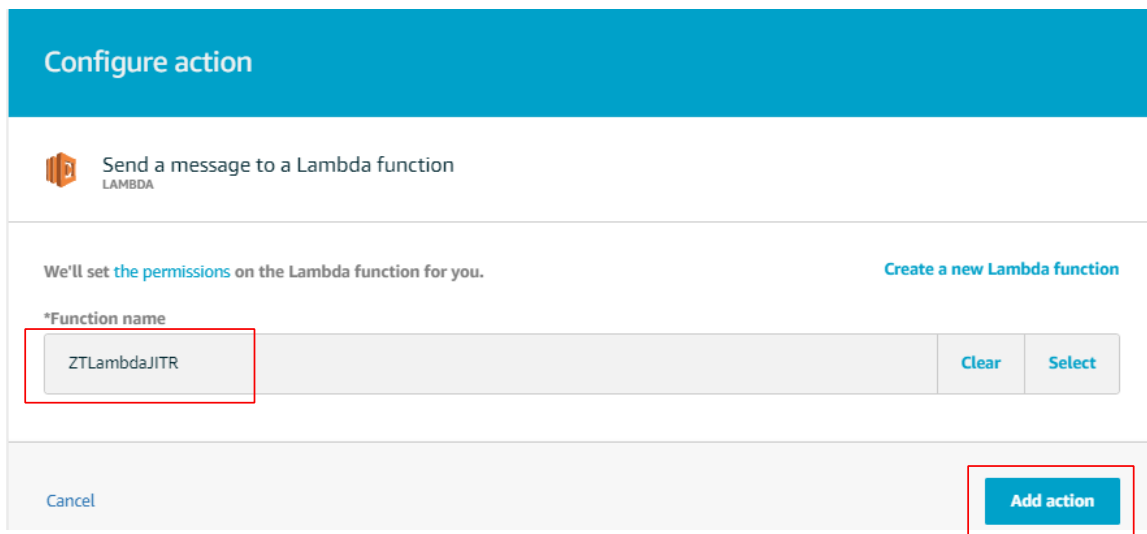 Configure action
Send a message to a Lambda function
LAMBDA
We'll set the permissions on the Lambda function for you.
Create a new Lambda function
*Function name
ZTLambdaJITR
Clear
Select
Cancel
Add action